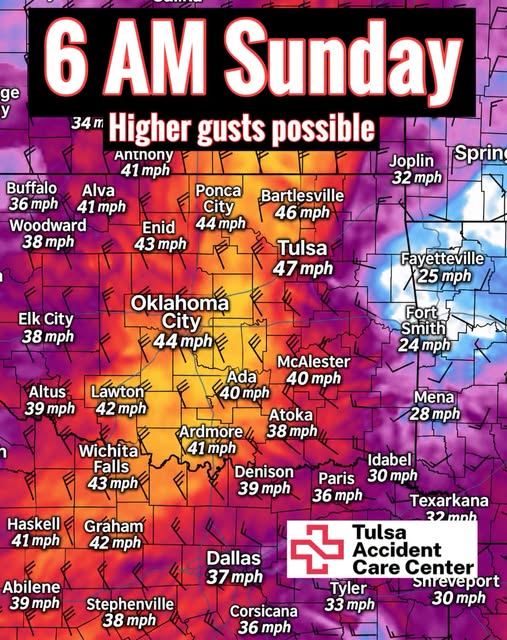 6 AM Sunday
Higher gusts possible
34 m
Anthony
41 mph
Joplin
32 mph
Spring
Buffalo
36 mph
Alva
41 mph
Ponca
City
44 mph
Bartlesville
46 mph
Woodward
38 mph
Enid
43 mph
Tulsa
47 mph
Fayetteville
25 mph
Oklahoma
City
44 mph
Elk City
38 mph
Fort
Smith
24 mph
McAlester
40 mph
Ada
40 mph
Altus
39 mph
Lawton
42 mph
Mena
28 mph
Atoka
38 mph
Ardmore
41 mph
Wichita
Falls
43 mph
Denison
39 mph
Paris
36 mph
Idabel
30 mph
Texarkana
32 mph
Haskell
41 mph
Graham
42 mph
Tulsa
Accident
Care Center
Dallas
37 mph
Abilene
39 mph
Stephenville
38 mph
Tyler
33 mph
Shreveport
30 mph
Corsicana
36 mph